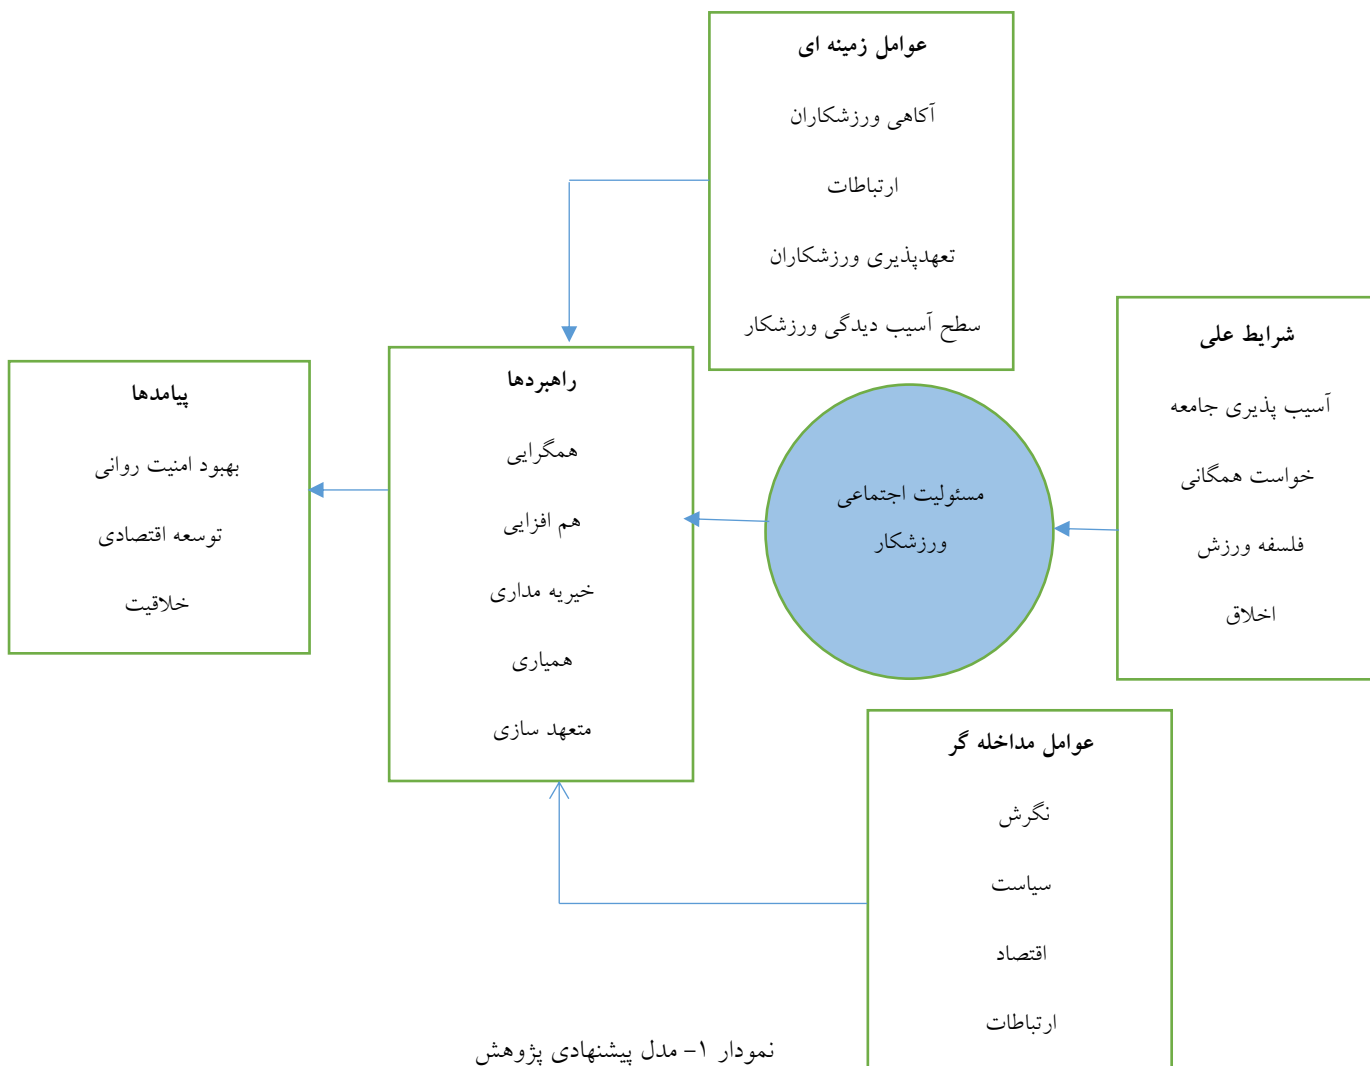 عوامل زمینه ای
آکاهی ورزشکاران
ارتباطات
تعهدپذیری ورزشکاران
سطح آسیب دیدگی ورزشکار
شرایط علی
آسیب پذیری جامعه
خواست همگانی
فلسفه ورزش
اخلاق
مسئولیت اجتماعی
ورزشکار
راهبردها
همگرایی
هم افزایی
خیریه مداری
همیاری
متعهد سازی
پیامدها
بهبود امنیت روانی
توسعه اقتصادی
خلاقیت
عوامل مداخله گر
نگرش
سیاست
اقتصاد
ارتباطات
نمودار ۱- مدل پیشنهادی پژوهش